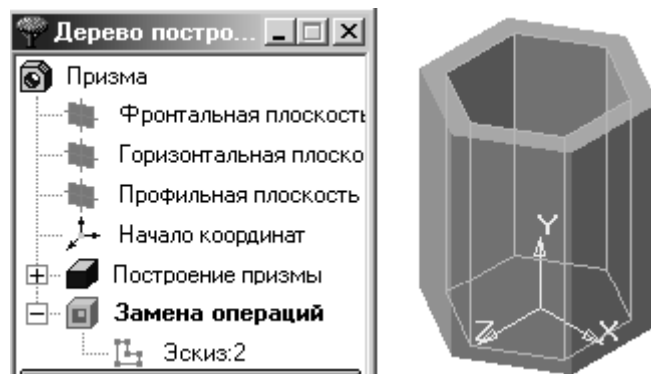 Дерево постро...
Призма
Фронтальная плоскость
Горизонтальная плоско
Профильная плоскость
Начало координат
Построение призмы
Замена операций
Эскиз:2
Y
Z
X